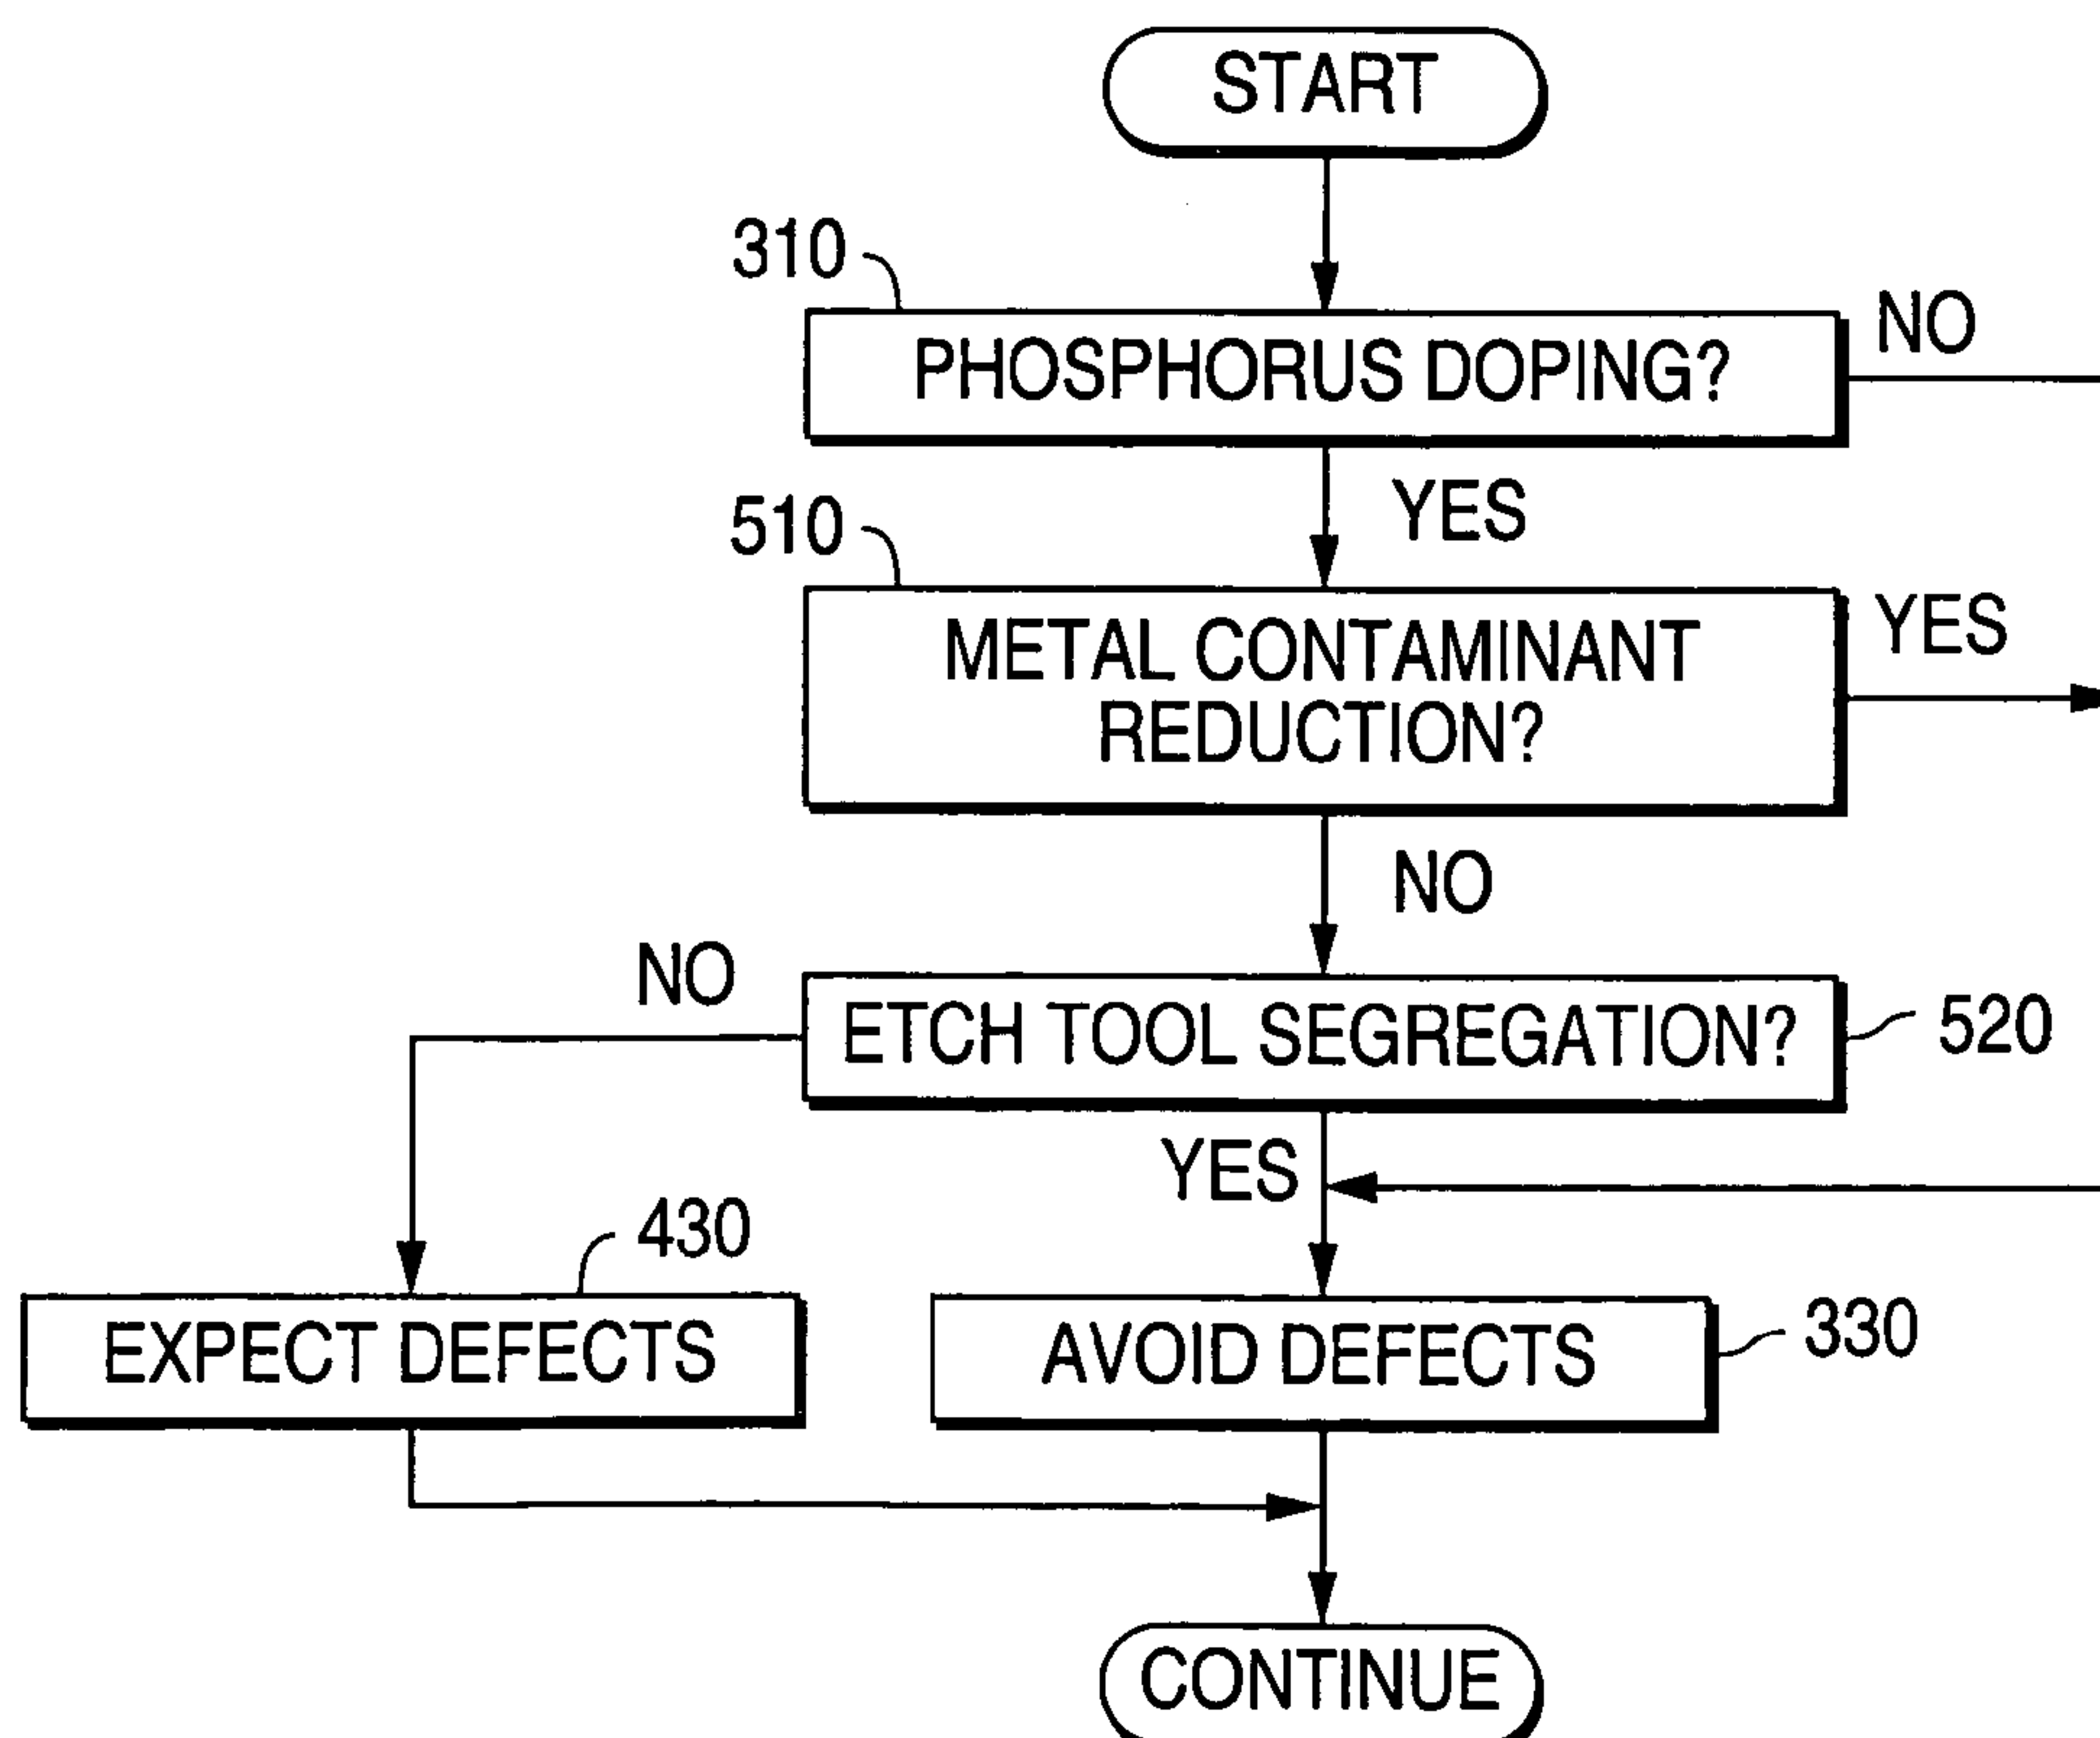 START
310
PHOSPHORUS DOPING?
NO
YES
510
METAL CONTAMINANT
REDUCTION?
YES
NO
NO
ETCH TOOL SEGREGATION?
520
YES
430
EXPECT DEFECTS
AVOID DEFECTS
330
CONTINUE